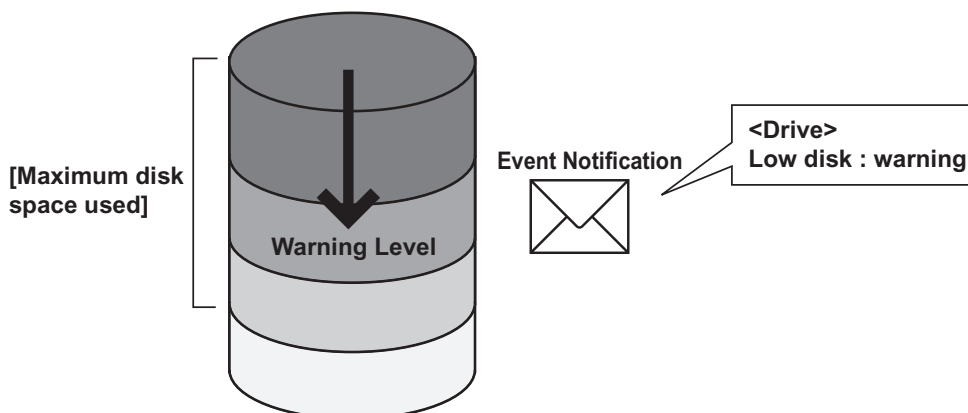 [Maximum disk
space used]
Warning Level
Event Notification
<Drive>
Low disk : warning